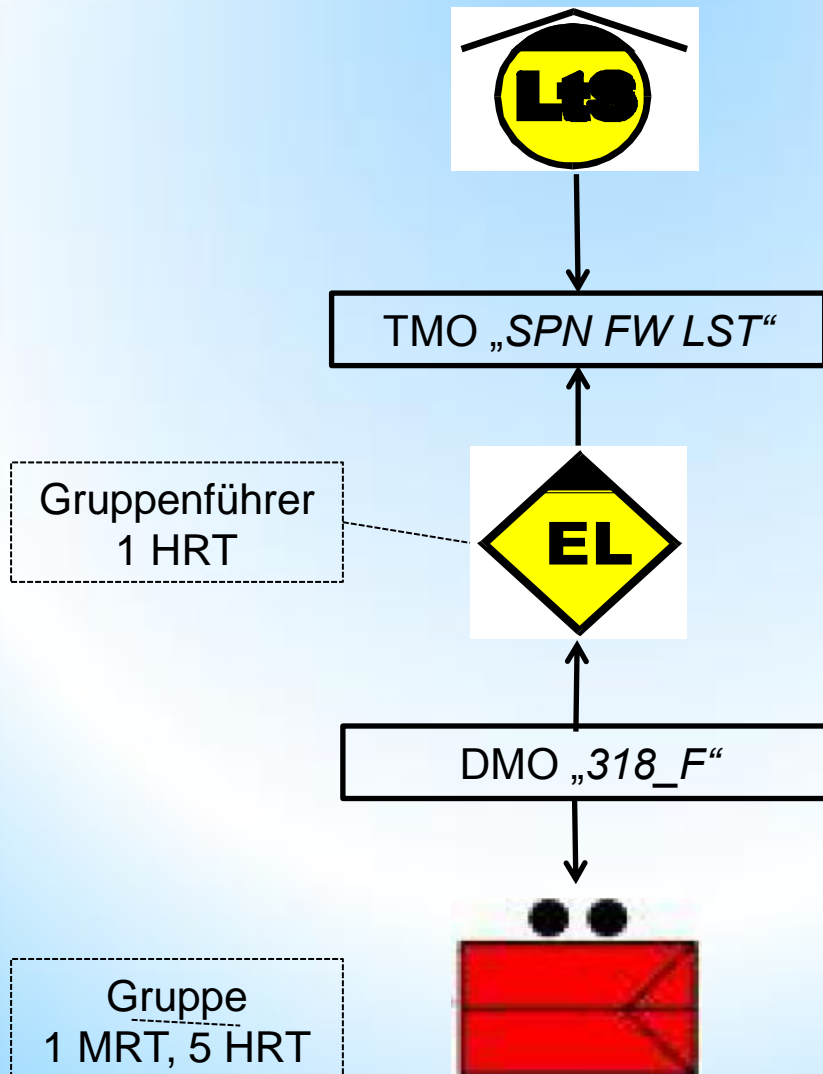 LtS
TMO „SPN FW LST“
Gruppenführer
1 HRT
EL
DMO „318_F“
Gruppe
1 MRT, 5 HRT